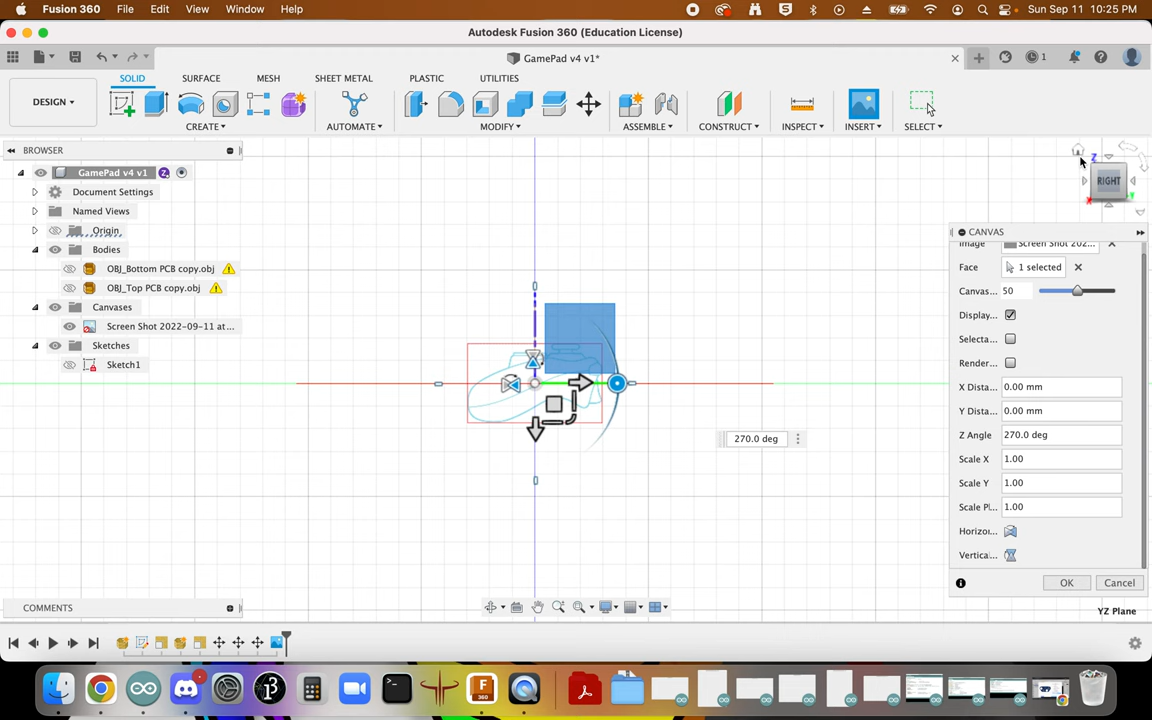 Fusion 360 File Edit View Window Help Sun Sep 11 10:25 PM
Autodesk Fusion 360 (Education License)
GamePad v4 v1* 1
SOLID SURFACE MESH SHEET METAL PLASTIC UTILITIES
DESIGN
CREATE AUTOMATE MODIFY ASSEMBLE CONSTRUCT INSPECT INSERT SELECT
BROWSER
GamePad v4 v1
Document Settings
Named Views
Origin
Bodies
OBJ_Bottom PCB copy.obj
OBJ_Top PCB copy.obj
Canvases
Screen Shot 2022-09-11 at...
Sketches
Sketch1
Z
RIGHT
X Y
270.0 deg
CANVAS
Image Screen Shot 202...
Face 1 selected
Canvas... 50
Display...
Selecta...
Render...
X Dista... 0.00 mm
Y Dista... 0.00 mm
Z Angle 270.0 deg
Scale X 1.00
Scale Y 1.00
Scale Pl... 1.00
Horizon...
Vertica...
OK Cancel
YZ Plane
COMMENTS